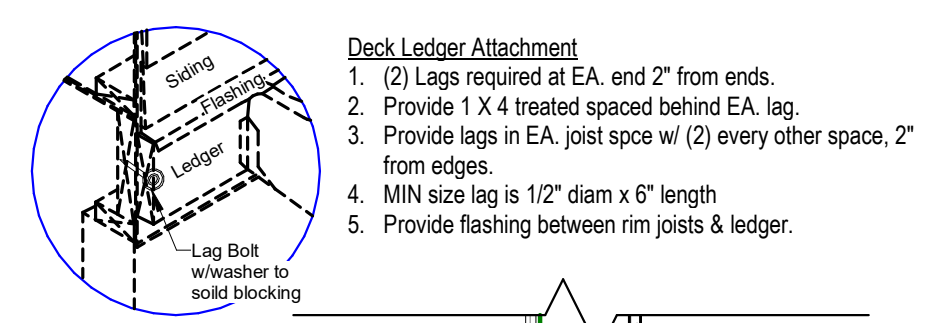 Siding
Flashing
Ledger
Lag Bolt
w/washer to
soild blocking
Deck Ledger Attachment
1. (2) Lags required at EA. end 2" from ends.
2. Provide 1 X 4 treated spaced behind EA. lag.
3. Provide lags in EA. joist spce w/ (2) every other space, 2"
from edges.
4. MIN size lag is 1/2" diam x 6" length
5. Provide flashing between rim joists & ledger.